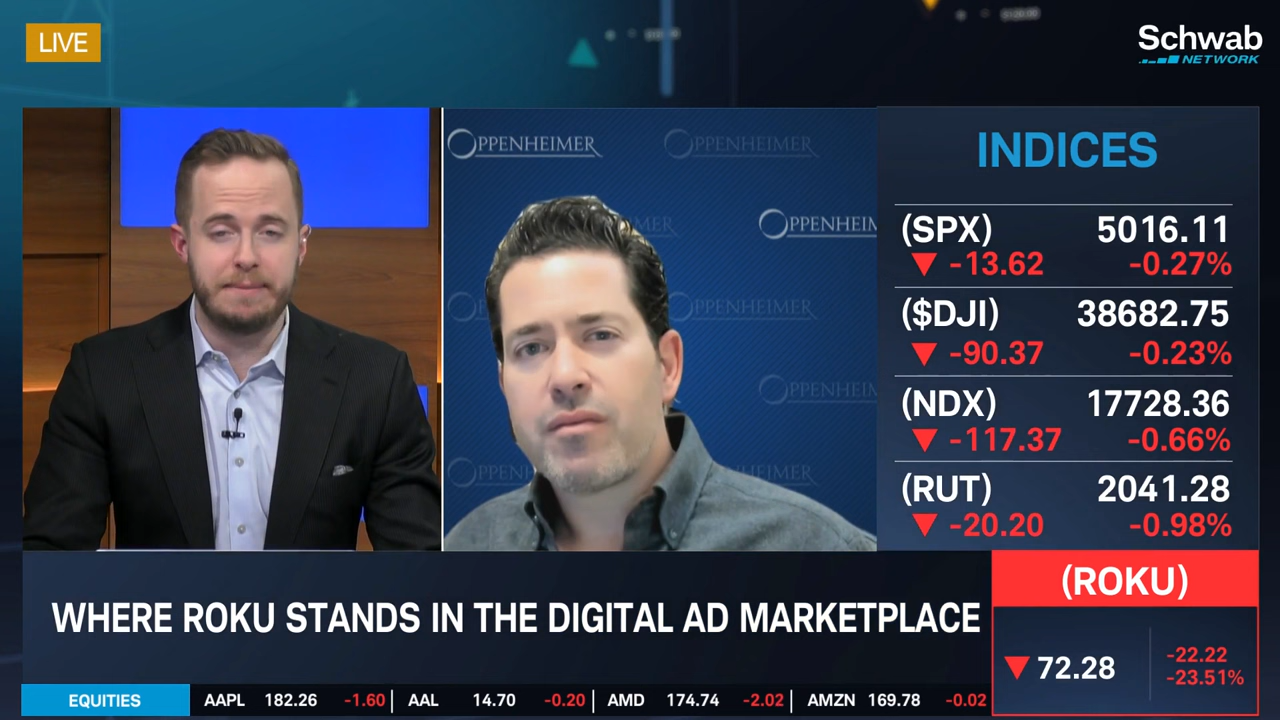 LIVE
Schwab
NETWORK
OPPENHEIMER
OPPENHEIMER
OPPENHEIM
OPPENHEIMER
OPPENHEIM
OPPENHEIMER
INDICES
(SPX) 5016.11
▼ -13.62 -0.27%
($DJI) 38682.75
▼ -90.37 -0.23%
(NDX) 17728.36
▼ -117.37 -0.66%
(RUT) 2041.28
▼ -20.20 -0.98%
WHERE ROKU STANDS IN THE DIGITAL AD MARKETPLACE
(ROKU)
▼ 72.28 -22.22
-23.51%
EQUITIES AAPL 182.26 -1.60 AAL 14.70 -0.20 AMD 174.74 -2.02 AMZN 169.78 -0.02